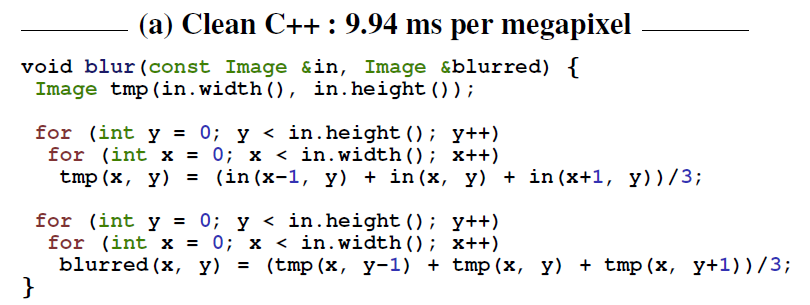 (a) Clean C++ : 9.94 ms per megapixel
void blur(const Image &in, Image &blurred) {
 Image tmp(in.width(), in.height());

 for (int y = 0; y < in.height(); y++)
  for (int x = 0; x < in.width(); x++)
   tmp(x, y) = (in(x-1, y) + in(x, y) + in(x+1, y))/3;

 for (int y = 0; y < in.height(); y++)
  for (int x = 0; x < in.width(); x++)
   blurred(x, y) = (tmp(x, y-1) + tmp(x, y) + tmp(x, y+1))/3;
}